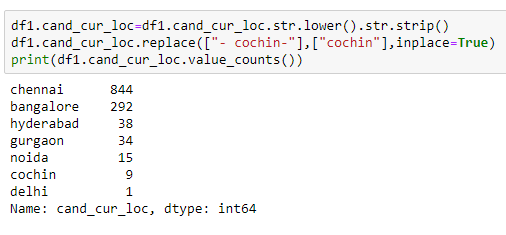 df1.cand_cur_loc=df1.cand_cur_loc.str.lower().str.strip()
df1.cand_cur_loc.replace(["- cochin-"],["cochin"],inplace=True)
print(df1.cand_cur_loc.value_counts())
chennai      844
bangalore    292
hyderabad     38
gurgaon       34
noida         15
cochin         9
delhi          1
Name: cand_cur_loc, dtype: int64